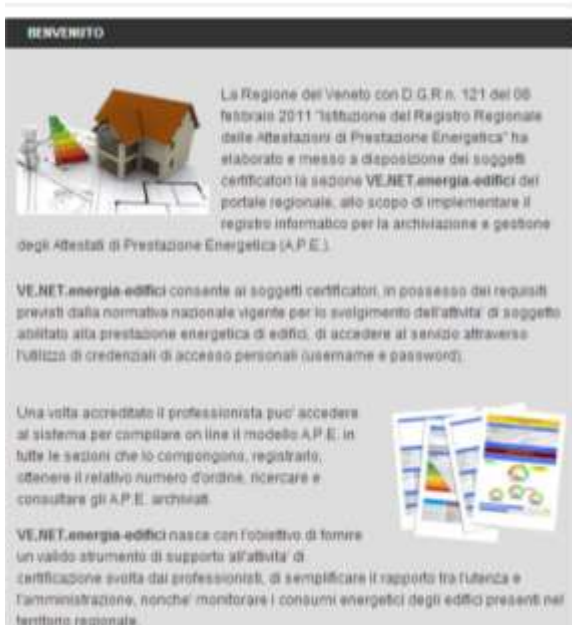 BENVENUTO
La Regione del Veneto con D.G.R n. 121 del 08
febbraio 2011 "Istituzione del Registro Regionale
delle Attestazioni di Prestazione Energetica" ha
elaborato e messo a disposizione dei soggetti
certificatori la sezione VE.NET.energia-edifici del
portale regionale, allo scopo di implementare il
registro informatico per la archiviazione e gestione
degli Attestati di Prestazione Energetica (A.P.E.).
VE.NET.energia-edifici consente ai soggetti certificatori, in possesso dei requisiti
previsti dalla normativa nazionale vigente per lo svolgimento dell'attivita' di soggetto
abilitato alla prestazione energetica di edifici, di accedere al servizio attraverso
l'utilizzo di credenziali di accesso personali (username e password).
Una volta accreditato il professionista puo' accedere
al sistema per compilare on line il modello A.P.E. in
tutte le sezioni che lo compongono, registrarlo,
ottenere il relativo numero d'ordine, ricercare e
consultare gli A.P.E. archiviati.
VE.NET.energia-edifici nasce con l'obiettivo di fornire
un valido strumento di supporto all'attivita' di
certificazione svolta dai professionisti, di semplificare il rapporto tra l'utenza e
l'amministrazione, nonche' monitorare i consumi energetici degli edifici presenti nel
territorio regionale.